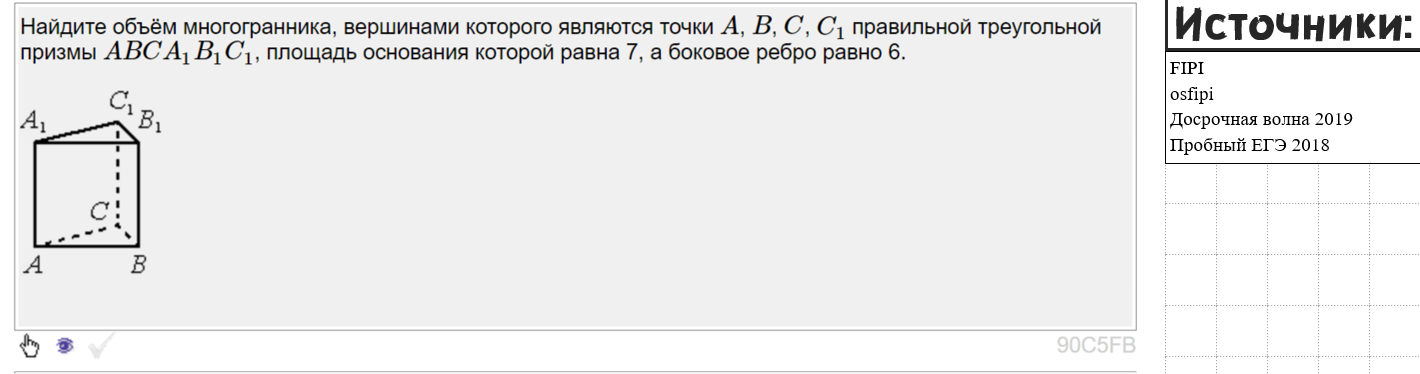 Найдите объём многогранника, вершинами которого являются точки A, B, C, C₁ правильной треугольной
призмы ABCA₁B₁C₁, площадь основания которой равна 7, а боковое ребро равно 6.
C₁
A₁
B₁
C
A
B
90C5FB
Источники:
FIPI
osfipi
Досрочная волна 2019
Пробный ЕГЭ 2018